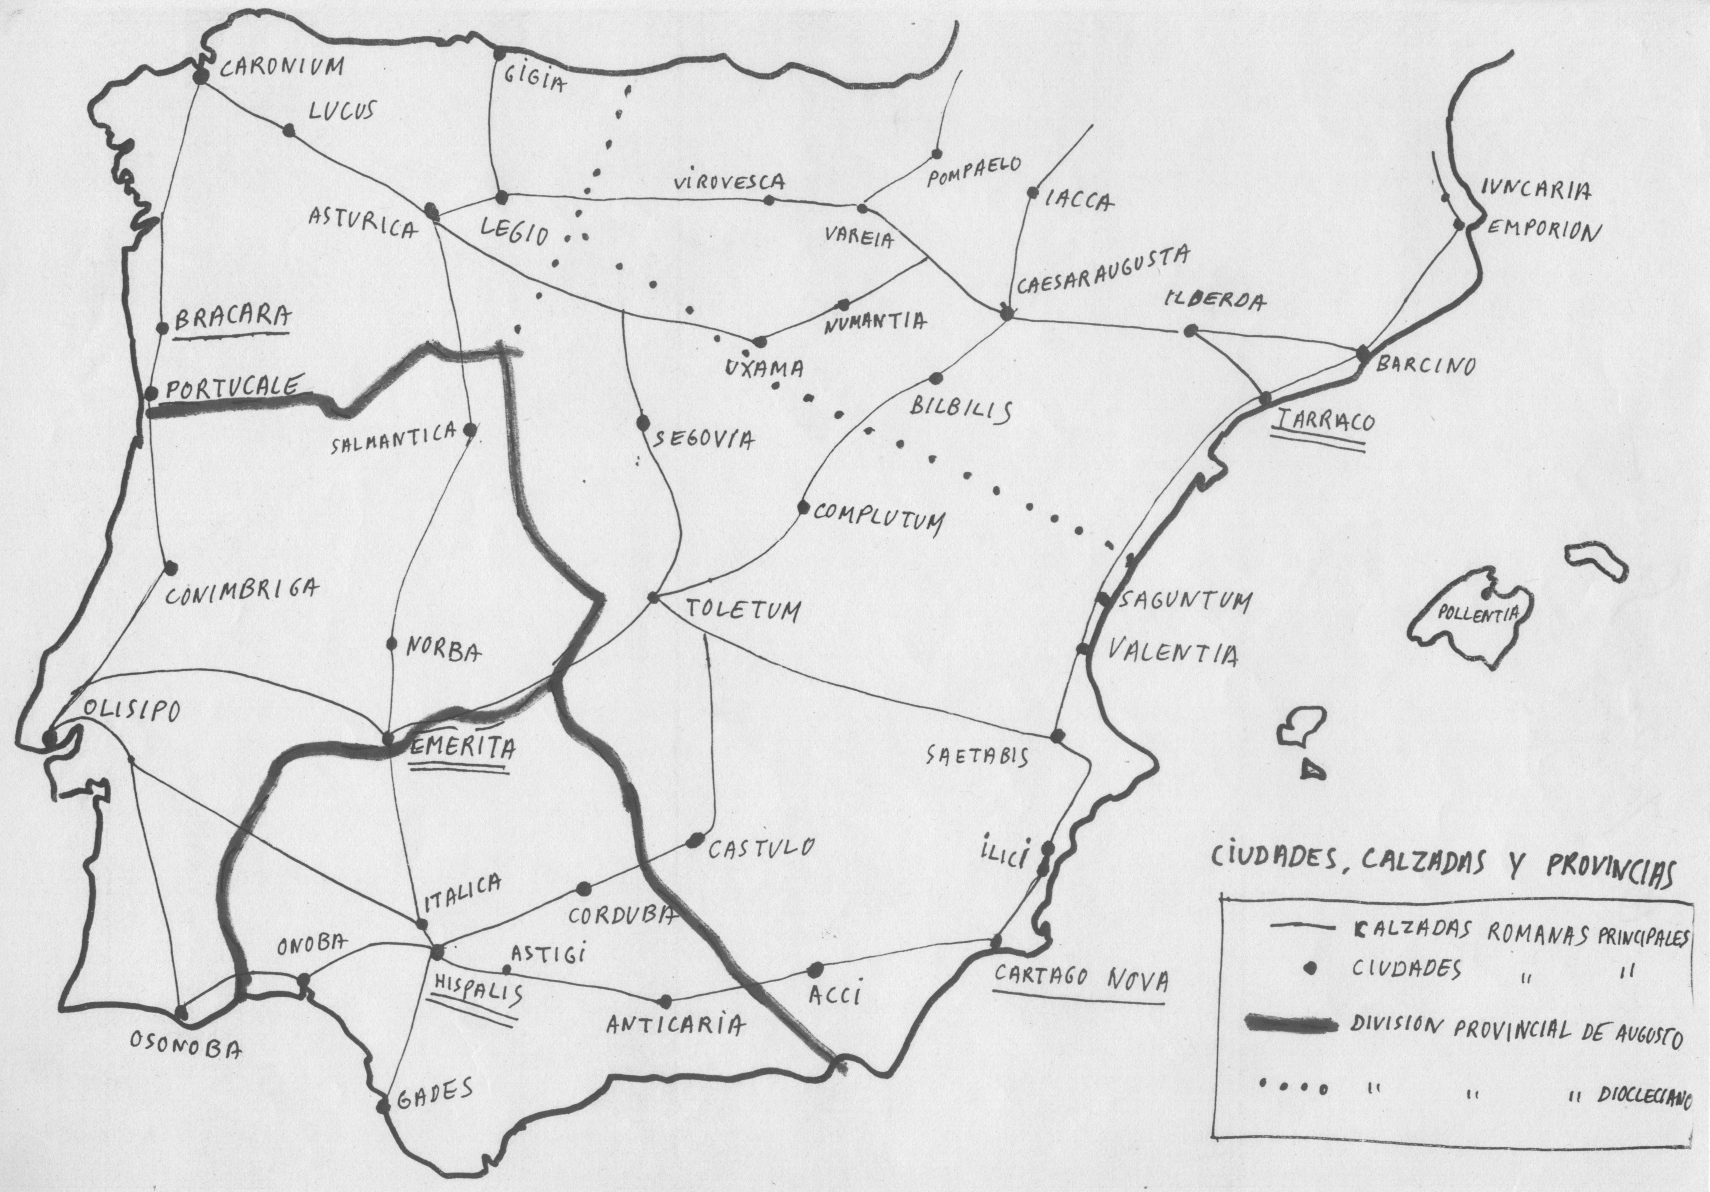 CARONIUM
GIGIA
LUCUS
VIROVESCA
POMPAELO
IACCA
IUNCARIA
EMPORION
ASTURICA
LEGIO
VAREIA
CAESARAUGUSTA
ILDERDA
BRACARA
NUMANTIA
UXAMA
BARCINO
PORTUCALE
BILBILIS
TARRACO
SALMANTICA
SEGOVIA
COMPLUTUM
CONIMBRIGA
TOLETUM
SAGUNTUM
POLLENTIA
NORBA
VALENTIA
OLISIPO
EMERITA
SAETABIS
CASTULO
ILICI
ITALICA
CORDUBA
ONOBA
ASTIGI
HISPALIS
ACCI
CARTAGO NOVA
ANTICARIA
OSONOBA
GADES
CIUDADES, CALZADAS Y PROVINCIAS
CALZADAS ROMANAS PRINCIPALES
CIUDADES " "
DIVISION PROVINCIAL DE AUGUSTO
" " " DIOCLECIANO